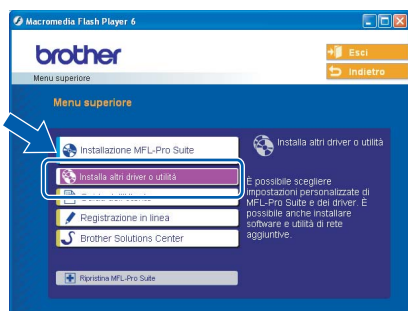 Macromedia Flash Player 6
brother
Esci
Indietro
Menu superiore
Menu superiore
Installazione MFL-Pro Suite
Installa altri driver o utilità
Registrazione in linea
Brother Solutions Center
Ripristina MFL-Pro Suite
Installa altri driver o utilità
È possibile scegliere
impostazioni personalizzate di
MFL-Pro Suite e dei driver. È
possibile anche installare
software e utilità di rete
aggiuntive.